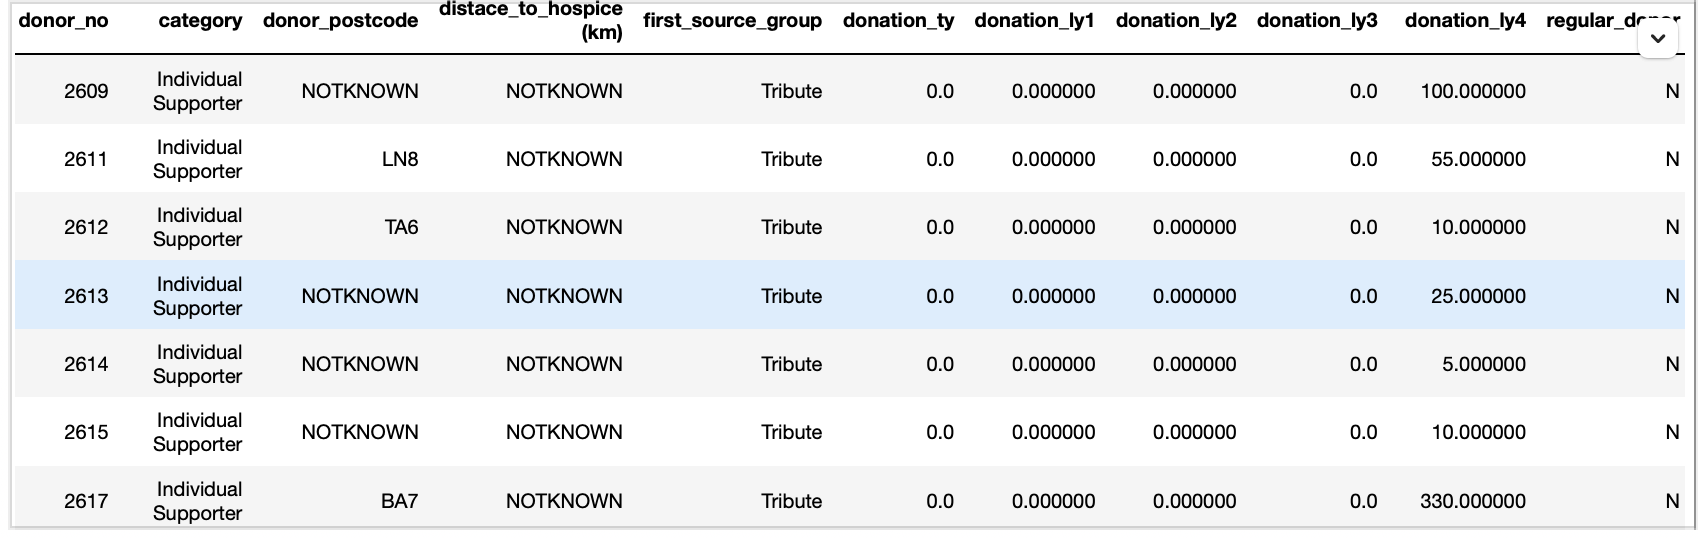 donor_no category donor_postcode distace_to_hospice (km) first_source_group donation_ty donation_ly1 donation_ly2 donation_ly3 donation_ly4 regular_donor
2609 Individual Supporter NOTKNOWN NOTKNOWN Tribute 0.0 0.000000 0.000000 0.0 100.000000 N
2611 Individual Supporter LN8 NOTKNOWN Tribute 0.0 0.000000 0.000000 0.0 55.000000 N
2612 Individual Supporter TA6 NOTKNOWN Tribute 0.0 0.000000 0.000000 0.0 10.000000 N
2613 Individual Supporter NOTKNOWN NOTKNOWN Tribute 0.0 0.000000 0.000000 0.0 25.000000 N
2614 Individual Supporter NOTKNOWN NOTKNOWN Tribute 0.0 0.000000 0.000000 0.0 5.000000 N
2615 Individual Supporter NOTKNOWN NOTKNOWN Tribute 0.0 0.000000 0.000000 0.0 10.000000 N
2617 Individual Supporter BA7 NOTKNOWN Tribute 0.0 0.000000 0.000000 0.0 330.000000 N